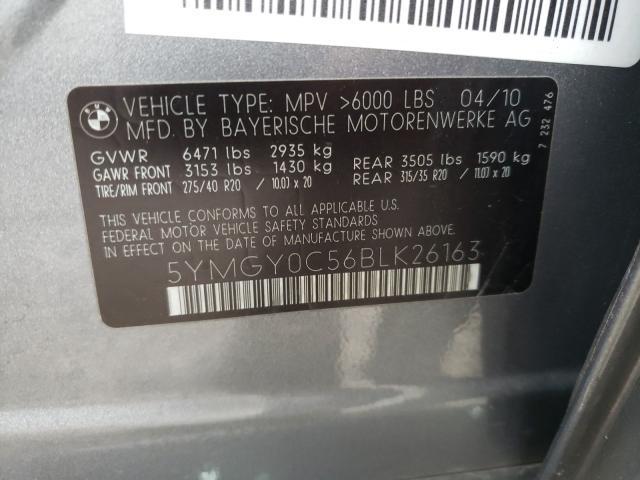 BMW
VEHICLE TYPE: MPV >6000 LBS 04/10
MFD. BY BAYERISCHE MOTORENWERKE AG
7 232 476
GVWR 6471 lbs 2935 kg
GAWR FRONT 3153 lbs 1430 kg REAR 3505 lbs 1590 kg
TIRE/RIM FRONT 275/40 R20 / 10.0J x 20 REAR 315/35 R20 / 11.0J x 20
THIS VEHICLE CONFORMS TO ALL APPLICABLE U.S.
FEDERAL MOTOR VEHICLE SAFETY STANDARDS
IN EFFECT ON THE DATE OF MANUFACTURE SHOWN ABOVE.
5YMGY0C56BLK26163